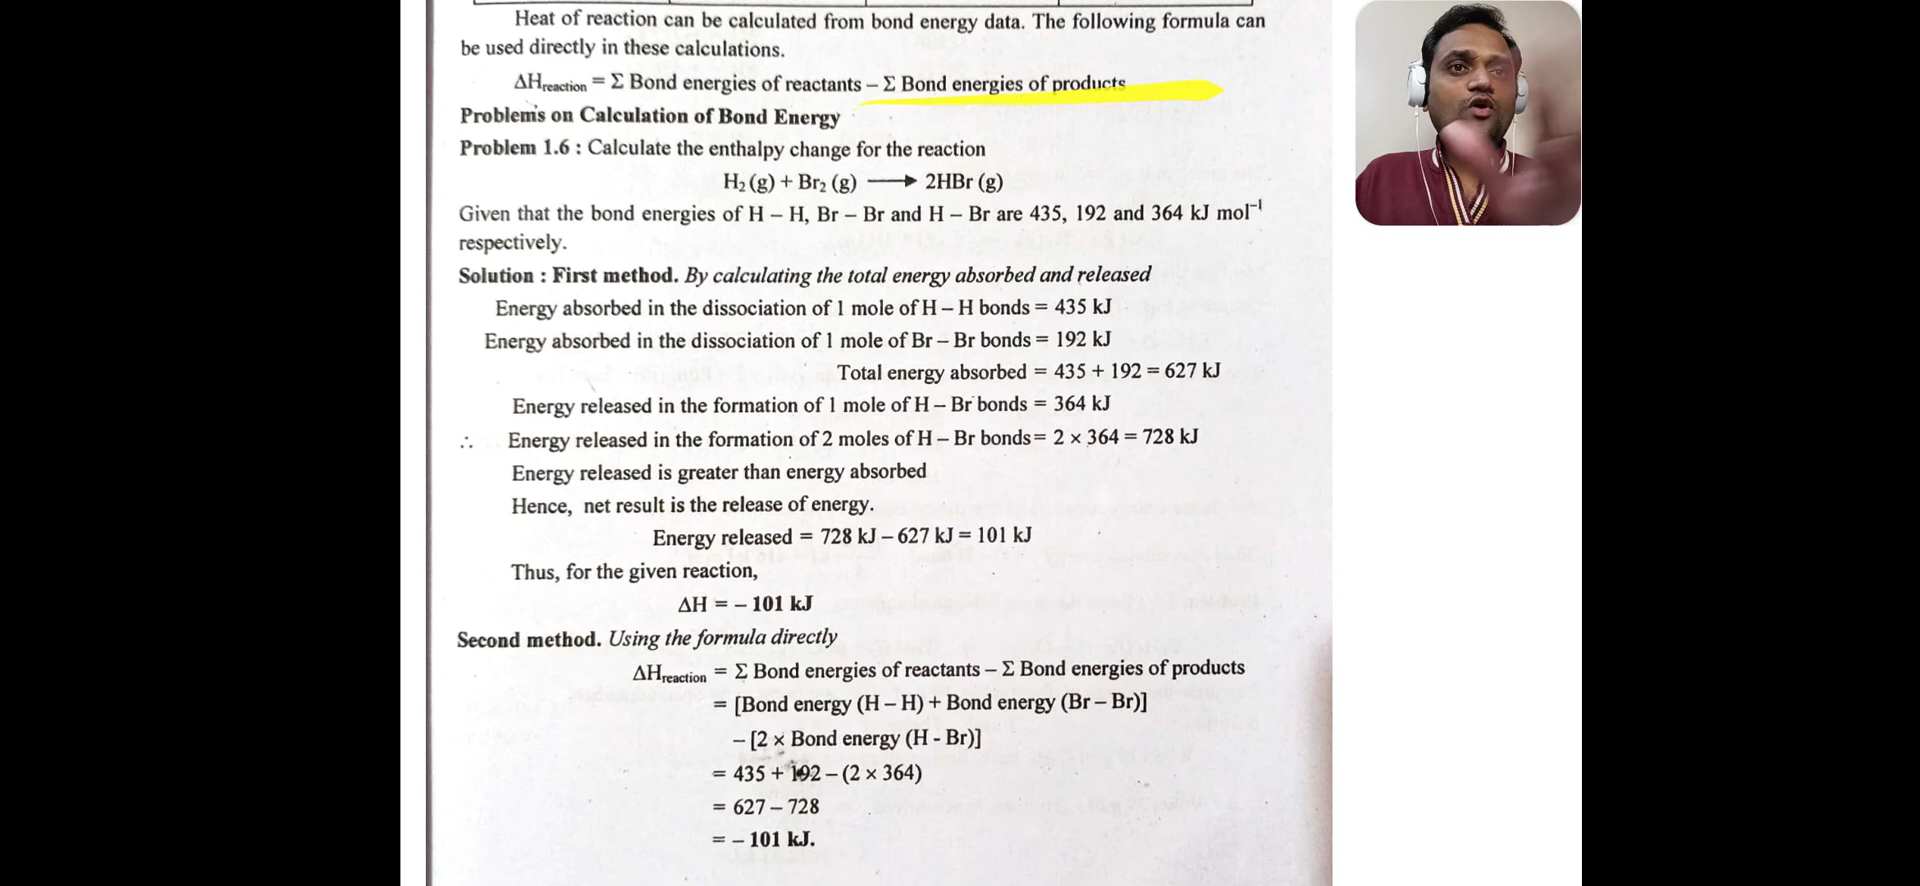 Heat of reaction can be calculated from bond energy data. The following formula can
be used directly in these calculations.
ΔHreaction = Σ Bond energies of reactants – Σ Bond energies of products
Problems on Calculation of Bond Energy
Problem 1.6 : Calculate the enthalpy change for the reaction
H₂ (g) + Br₂ (g) ⟶ 2HBr (g)
Given that the bond energies of H – H, Br – Br and H – Br are 435, 192 and 364 kJ mol⁻¹
respectively.
Solution : First method. By calculating the total energy absorbed and released
Energy absorbed in the dissociation of 1 mole of H – H bonds = 435 kJ
Energy absorbed in the dissociation of 1 mole of Br – Br bonds = 192 kJ
Total energy absorbed = 435 + 192 = 627 kJ
Energy released in the formation of 1 mole of H – Br bonds = 364 kJ
∴ Energy released in the formation of 2 moles of H – Br bonds = 2 × 364 = 728 kJ
Energy released is greater than energy absorbed
Hence, net result is the release of energy.
Energy released = 728 kJ – 627 kJ = 101 kJ
Thus, for the given reaction,
ΔH = – 101 kJ
Second method. Using the formula directly
ΔHreaction = Σ Bond energies of reactants – Σ Bond energies of products
= [Bond energy (H – H) + Bond energy (Br – Br)]
– [2 × Bond energy (H - Br)]
= 435 + 192 – (2 × 364)
= 627 – 728
= – 101 kJ.